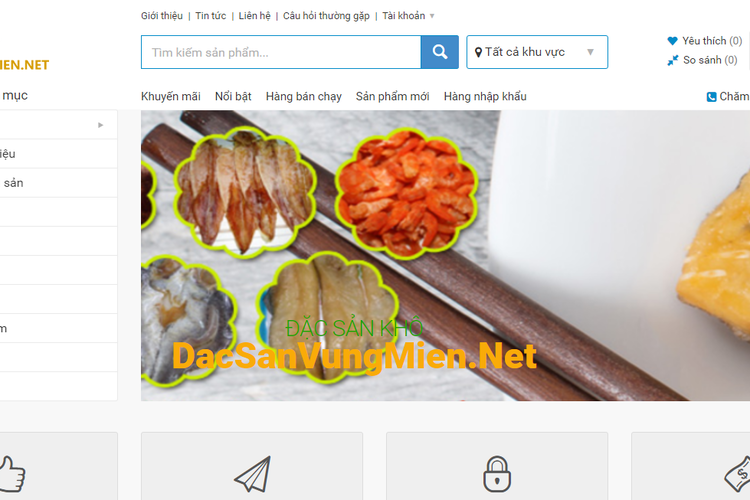 Giới thiệu | Tin tức | Liên hệ | Câu hỏi thường gặp | Tài khoản
Tìm kiếm sản phẩm...
Tất cả khu vực
Yêu thích (0)
So sánh (0)
MIEN.NET
mục
Khuyến mãi Nổi bật Hàng bán chạy Sản phẩm mới Hàng nhập khẩu
Chăm
iệu
sản
m
ĐẶC SẢN KHÔ
DacSanVungMien.Net